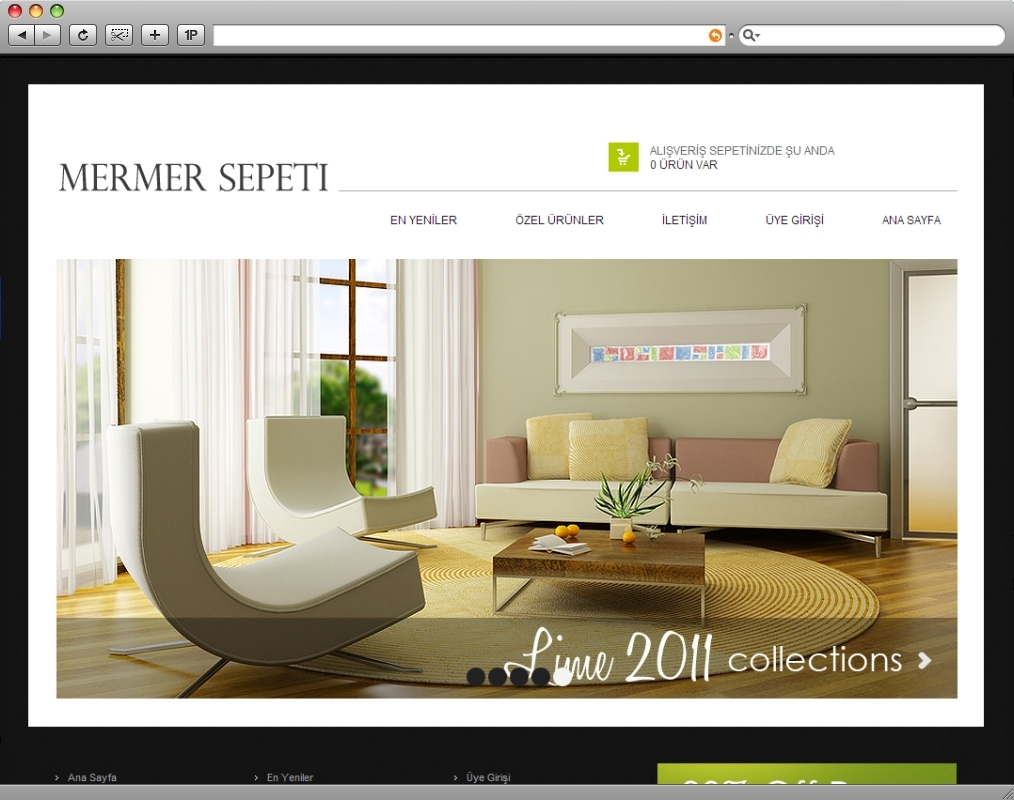 1P
ALIŞVERİŞ SEPETİNİZDE ŞU ANDA
0 ÜRÜN VAR
MERMER SEPETI
EN YENİLER
ÖZEL ÜRÜNLER
İLETİŞİM
ÜYE GİRİŞİ
ANA SAYFA
Lime 2011 collections
Ana Sayfa
En Yeniler
Üye Girişi